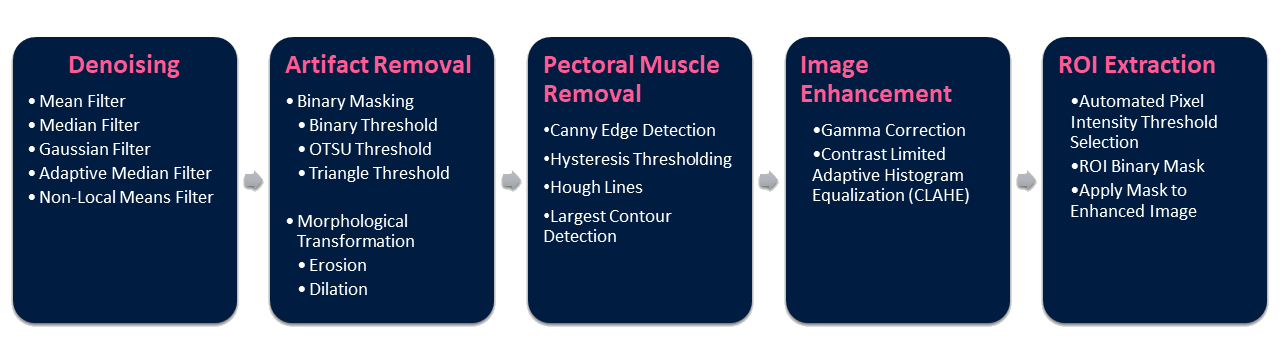 Denoising
• Mean Filter
• Median Filter
• Gaussian Filter
• Adaptive Median Filter
• Non-Local Means Filter
Artifact Removal
• Binary Masking
• Binary Threshold
• OTSU Threshold
• Triangle Threshold
• Morphological
Transformation
• Erosion
• Dilation
Pectoral Muscle
Removal
•Canny Edge Detection
•Hysteresis Thresholding
•Hough Lines
•Largest Contour
Detection
Image
Enhancement
•Gamma Correction
•Contrast Limited
Adaptive Histogram
Equalization (CLAHE)
ROI Extraction
•Automated Pixel
Intensity Threshold
Selection
•ROI Binary Mask
•Apply Mask to
Enhanced Image